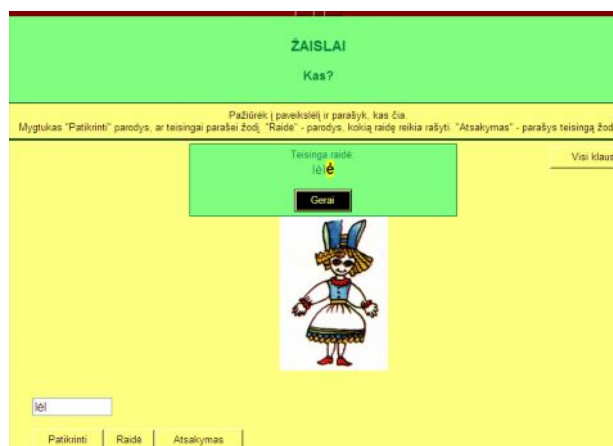 ŽAISLAI
Kas?
Pažiūrėk į paveikslėlį ir parašyk, kas čia.
Mygtukas "Patikrinti" parodys, ar teisingai parašei žodį. "Raidė" - parodys, kokią raidę reikia rašyti. "Atsakymas" - parašys teisingą žod
Teisinga raidė:
lėlė
Visi klaus
Gerai
lėl
Patikrinti Raidė Atsakymas